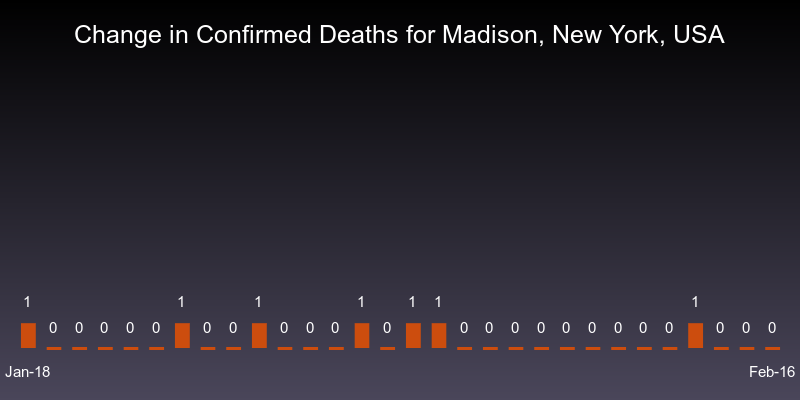 Change in Confirmed Deaths for Madison, New York, USA
1 0 0 0 0 0 1 0 0 1 0 0 0 1 0 1 1 0 0 0 0 0 0 0 0 0 1 0 0 0
Jan-18 Feb-16